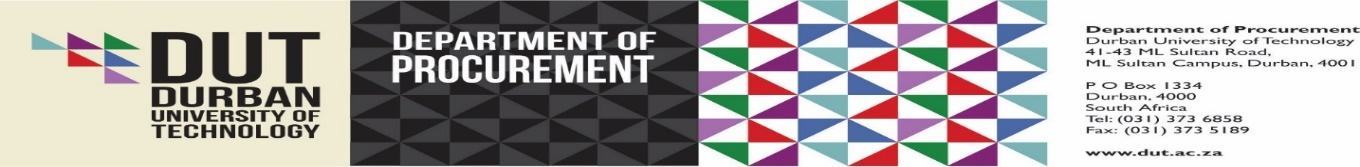 DUT
DURBAN
UNIVERSITY OF
TECHNOLOGY
DEPARTMENT OF
PROCUREMENT
Department of Procurement
Durban University of Technology
41-43 ML Sultan Road,
ML Sultan Campus, Durban, 4001
P O Box 1334
Durban, 4000
South Africa
Tel: (031) 373 6858
Fax: (031) 373 5189
www.dut.ac.za